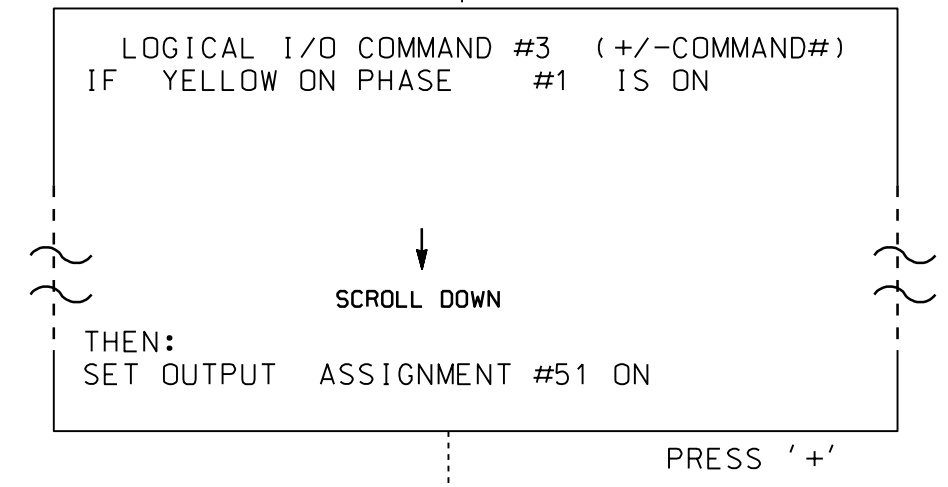 LOGICAL I/O COMMAND #3 (+/-COMMAND#)
IF YELLOW ON PHASE #1 IS ON
SCROLL DOWN
THEN:
SET OUTPUT ASSIGNMENT #51 ON
PRESS '+'